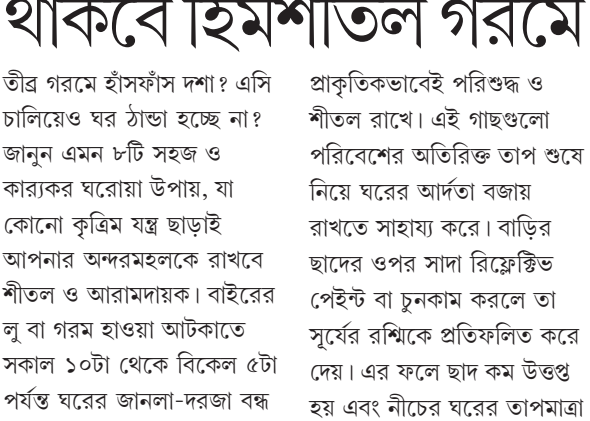 থাকবে হিমশীতল গরমে
তীব্র গরমে হাঁসফাঁস দশা? এসি
চালিয়েও ঘর ঠান্ডা হচ্ছে না?
জানুন এমন ৮টি সহজ ও
কার্যকর ঘরোয়া উপায়, যা
কোনো কৃত্রিম যন্ত্র ছাড়াই
আপনার অন্দরমহলকে রাখবে
শীতল ও আরামদায়ক। বাইরের
লু বা গরম হাওয়া আটকাতে
সকাল ১০টা থেকে বিকেল ৫টা
পর্যন্ত ঘরের জানলা-দরজা বন্ধ
প্রাকৃতিকভাবেই পরিশুদ্ধ ও
শীতল রাখে। এই গাছগুলো
পরিবেশের অতিরিক্ত তাপ শুষে
নিয়ে ঘরের আর্দতা বজায়
রাখতে সাহায্য করে। বাড়ির
ছাদের ওপর সাদা রিফ্লেক্টিভ
পেইন্ট বা চুনকাম করলে তা
সূর্যের রশ্মিকে প্রতিফলিত করে
দেয়। এর ফলে ছাদ কম উত্তপ্ত
হয় এবং নীচের ঘরের তাপমাত্রা